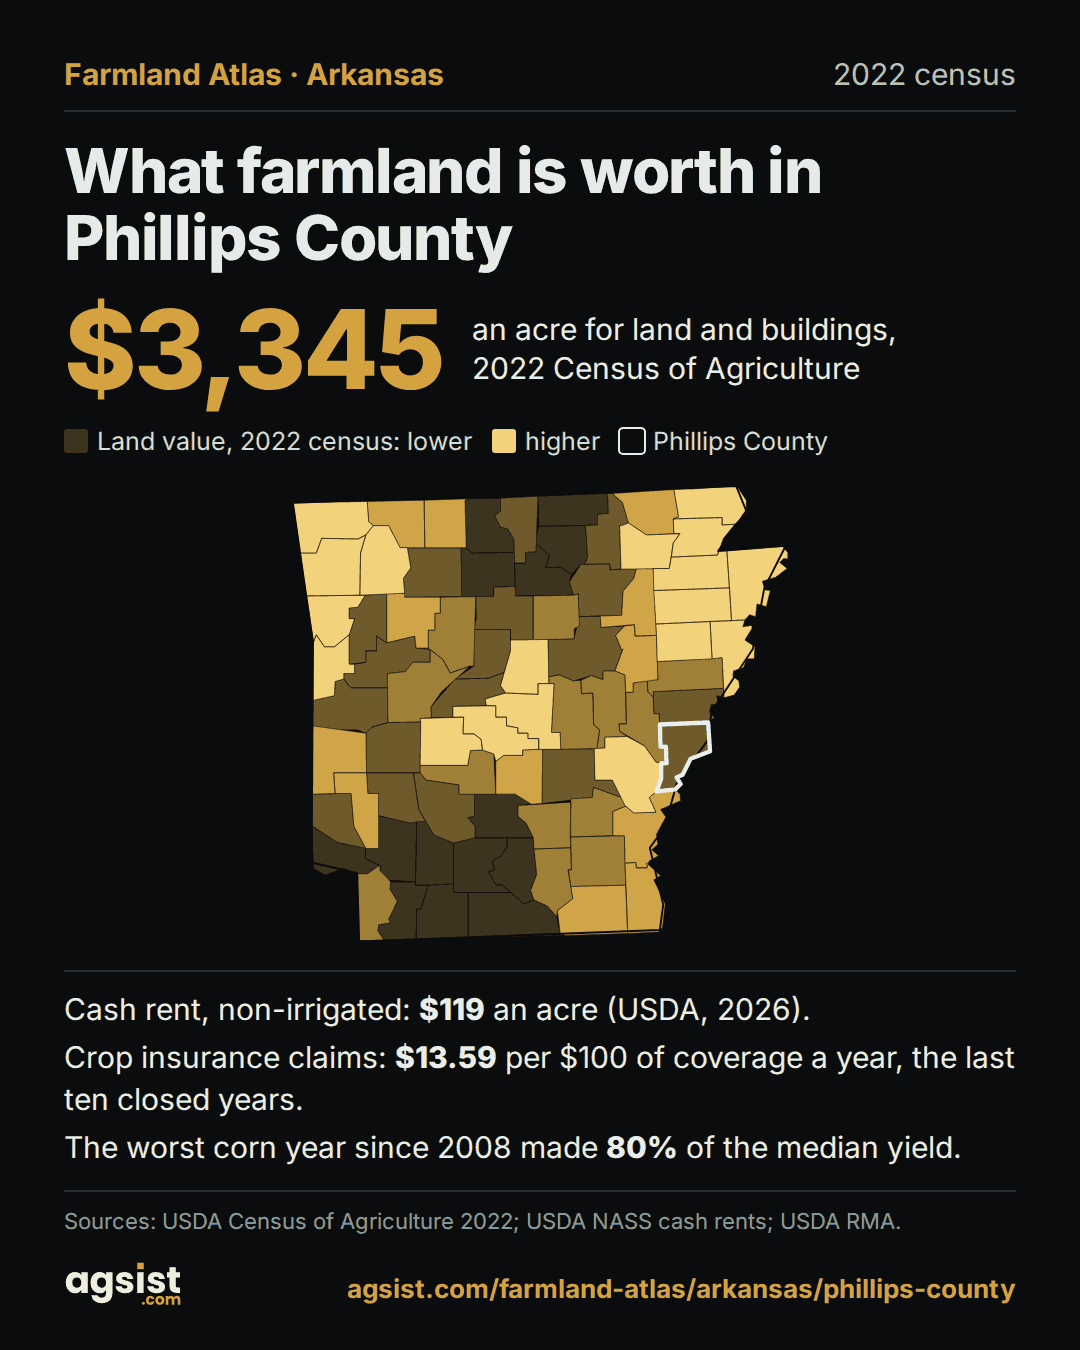 Farmland Atlas · Arkansas
2022 census
What farmland is worth in
Phillips County
$3,345
an acre for land and buildings,
2022 Census of Agriculture
Land value, 2022 census: lower
higher
Phillips County
Cash rent, non-irrigated: $119 an acre (USDA, 2026).
Crop insurance claims: $13.59 per $100 of coverage a year, the last
ten closed years.
The worst corn year since 2008 made 80% of the median yield.
Sources: USDA Census of Agriculture 2022; USDA NASS cash rents; USDA RMA.
agsist
.com
agsist.com/farmland-atlas/arkansas/phillips-county